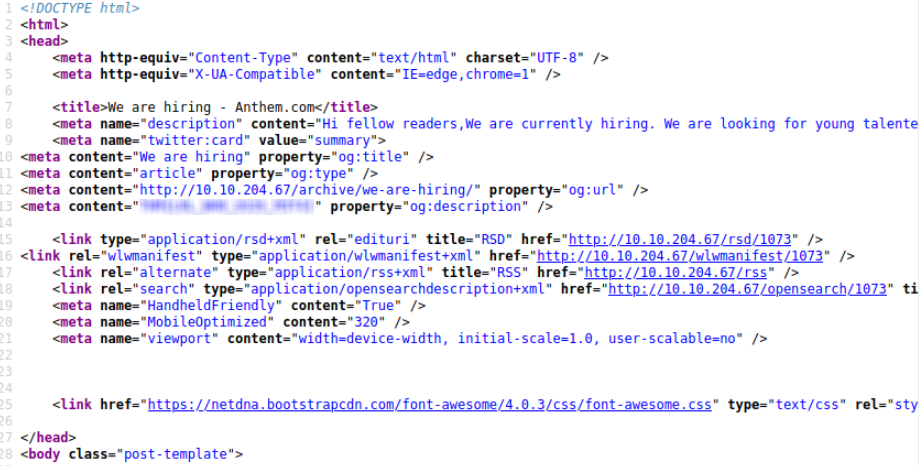 1 <!DOCTYPE html>
2 <html>
3 <head>
4 <meta http-equiv="Content-Type" content="text/html" charset="UTF-8" />
5 <meta http-equiv="X-UA-Compatible" content="IE=edge,chrome=1" />
6
7 <title>We are hiring - Anthem.com</title>
8 <meta name="description" content="Hi fellow readers,We are currently hiring. We are looking for young talente
9 <meta name="twitter:card" value="summary">
10 <meta content="We are hiring" property="og:title" />
11 <meta content="article" property="og:type" />
12 <meta content="http://10.10.204.67/archive/we-are-hiring/" property="og:url" />
13 <meta content="" property="og:description" />
14
15 <link type="application/rsd+xml" rel="edituri" title="RSD" href="http://10.10.204.67/rsd/1073" />
16 <link rel="wlwmanifest" type="application/wlwmanifest+xml" href="http://10.10.204.67/wlwmanifest/1073" />
17 <link rel="alternate" type="application/rss+xml" title="RSS" href="http://10.10.204.67/rss" />
18 <link rel="search" type="application/opensearchdescription+xml" href="http://10.10.204.67/opensearch/1073" ti
19 <meta name="HandheldFriendly" content="True" />
20 <meta name="MobileOptimized" content="320" />
21 <meta name="viewport" content="width=device-width, initial-scale=1.0, user-scalable=no" />
22
23
24
25 <link href="https://netdna.bootstrapcdn.com/font-awesome/4.0.3/css/font-awesome.css" type="text/css" rel="sty
26
27 </head>
28 <body class="post-template">